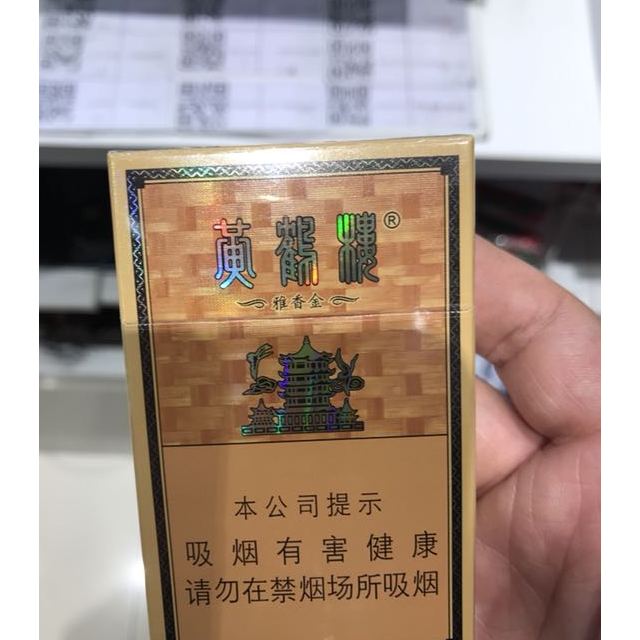 黄鹤楼®
雅香金
本公司提示
吸烟有害健康
请勿在禁烟场所吸烟